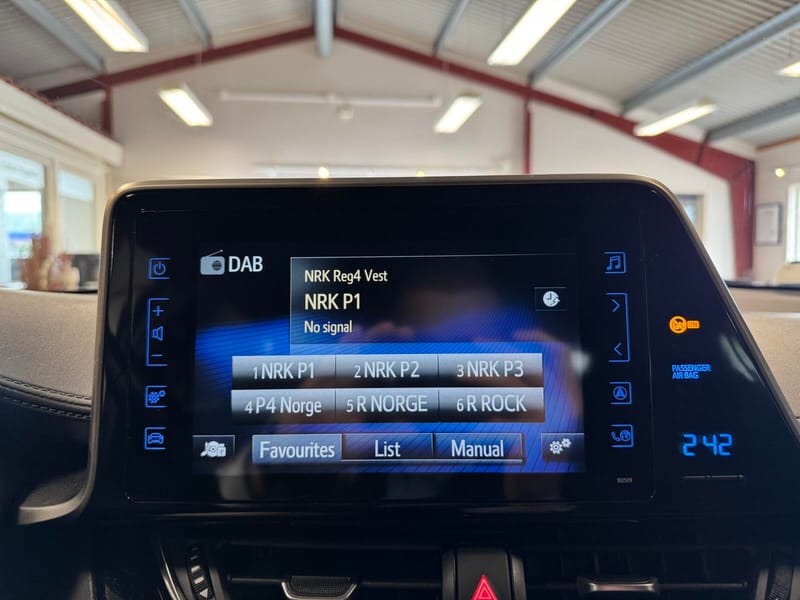 DAB
NRK Reg4 Vest
NRK P1
No signal
1 NRK P1 2 NRK P2 3 NRK P3
4 P4 Norge 5 R NORGE 6 R ROCK
Favourites List Manual
ON
PASSENGER
AIR BAG
2:42